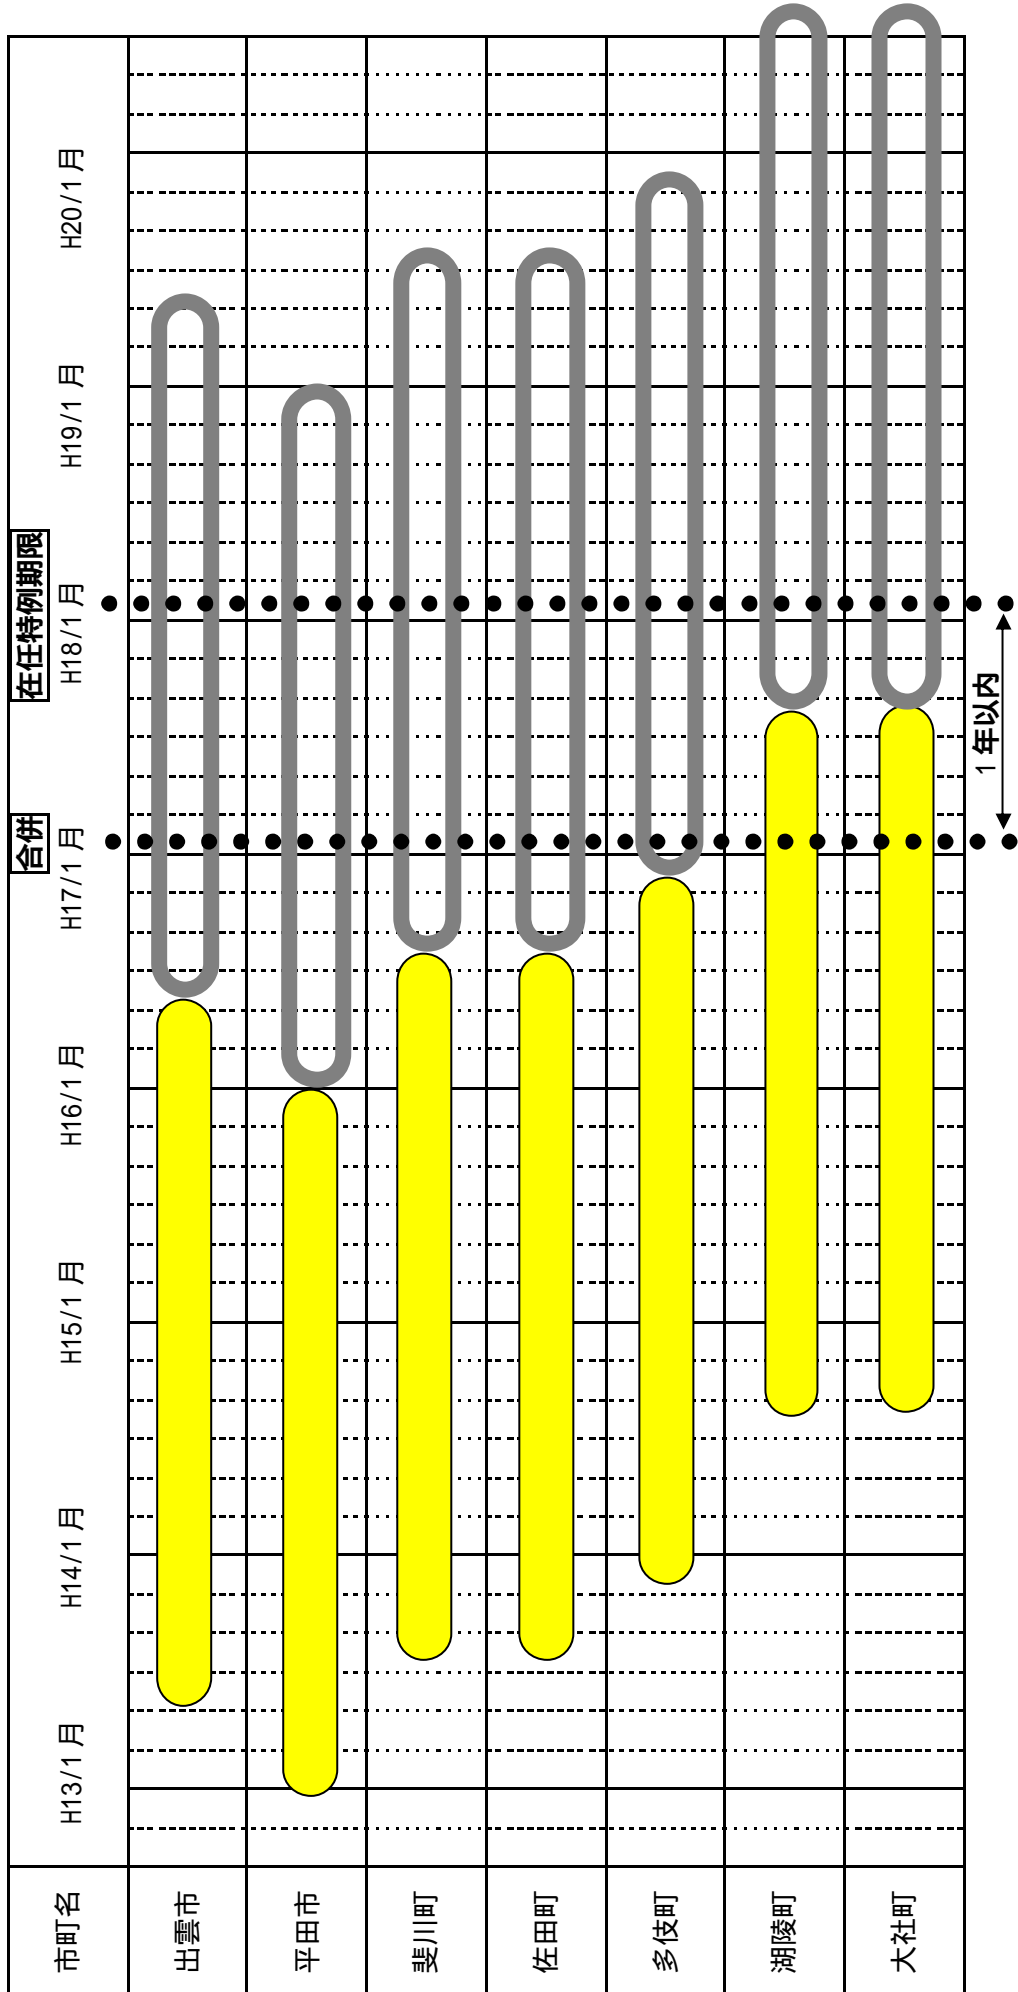 在任特例期限
合併
市町名
H13/1月
H14/1月
H15/1月
H16/1月
H17/1月
H18/1月
H19/1月
H20/1月
出雲市
平田市
斐川町
佐田町
多伎町
湖陵町
大社町
1年以内